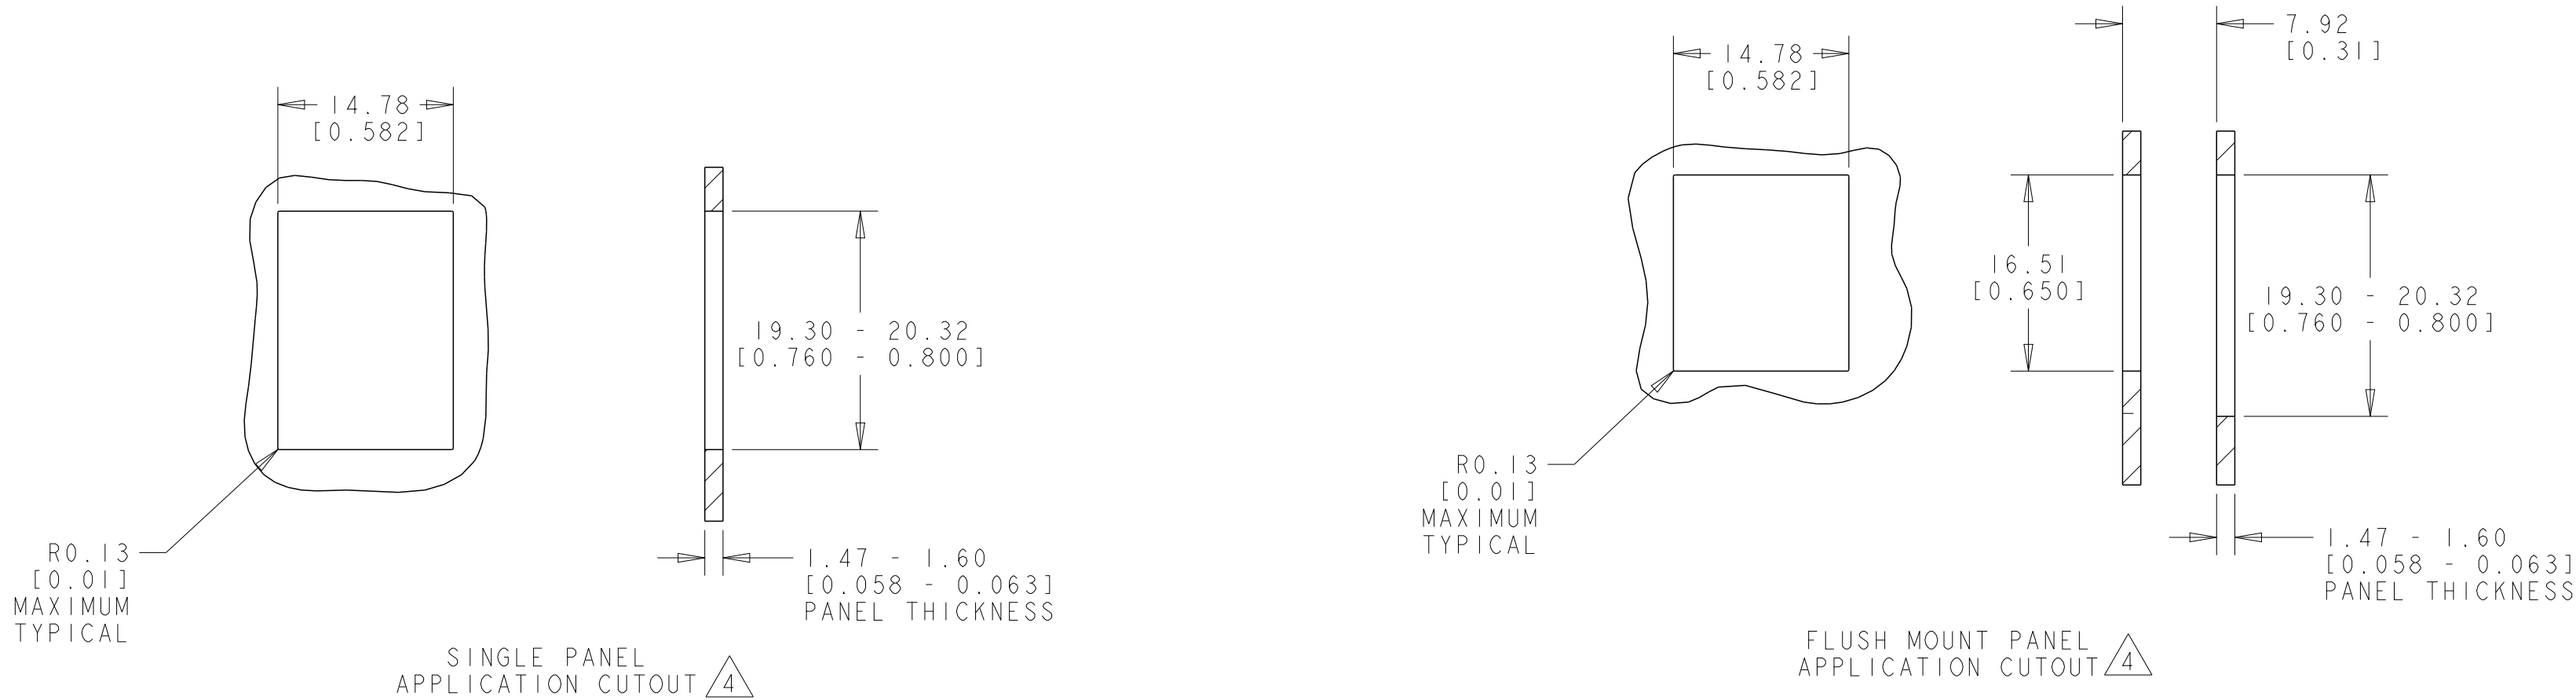 14.78
[0.582]
19.30 - 20.32
[0.760 - 0.800]
R0.13
[0.01]
MAXIMUM
TYPICAL
1.47 - 1.60
[0.058 - 0.063]
PANEL THICKNESS
SINGLE PANEL
APPLICATION CUTOUT 4
14.78
[0.582]
7.92
[0.31]
16.51
[0.650]
19.30 - 20.32
[0.760 - 0.800]
R0.13
[0.01]
MAXIMUM
TYPICAL
1.47 - 1.60
[0.058 - 0.063]
PANEL THICKNESS
FLUSH MOUNT PANEL
APPLICATION CUTOUT 4